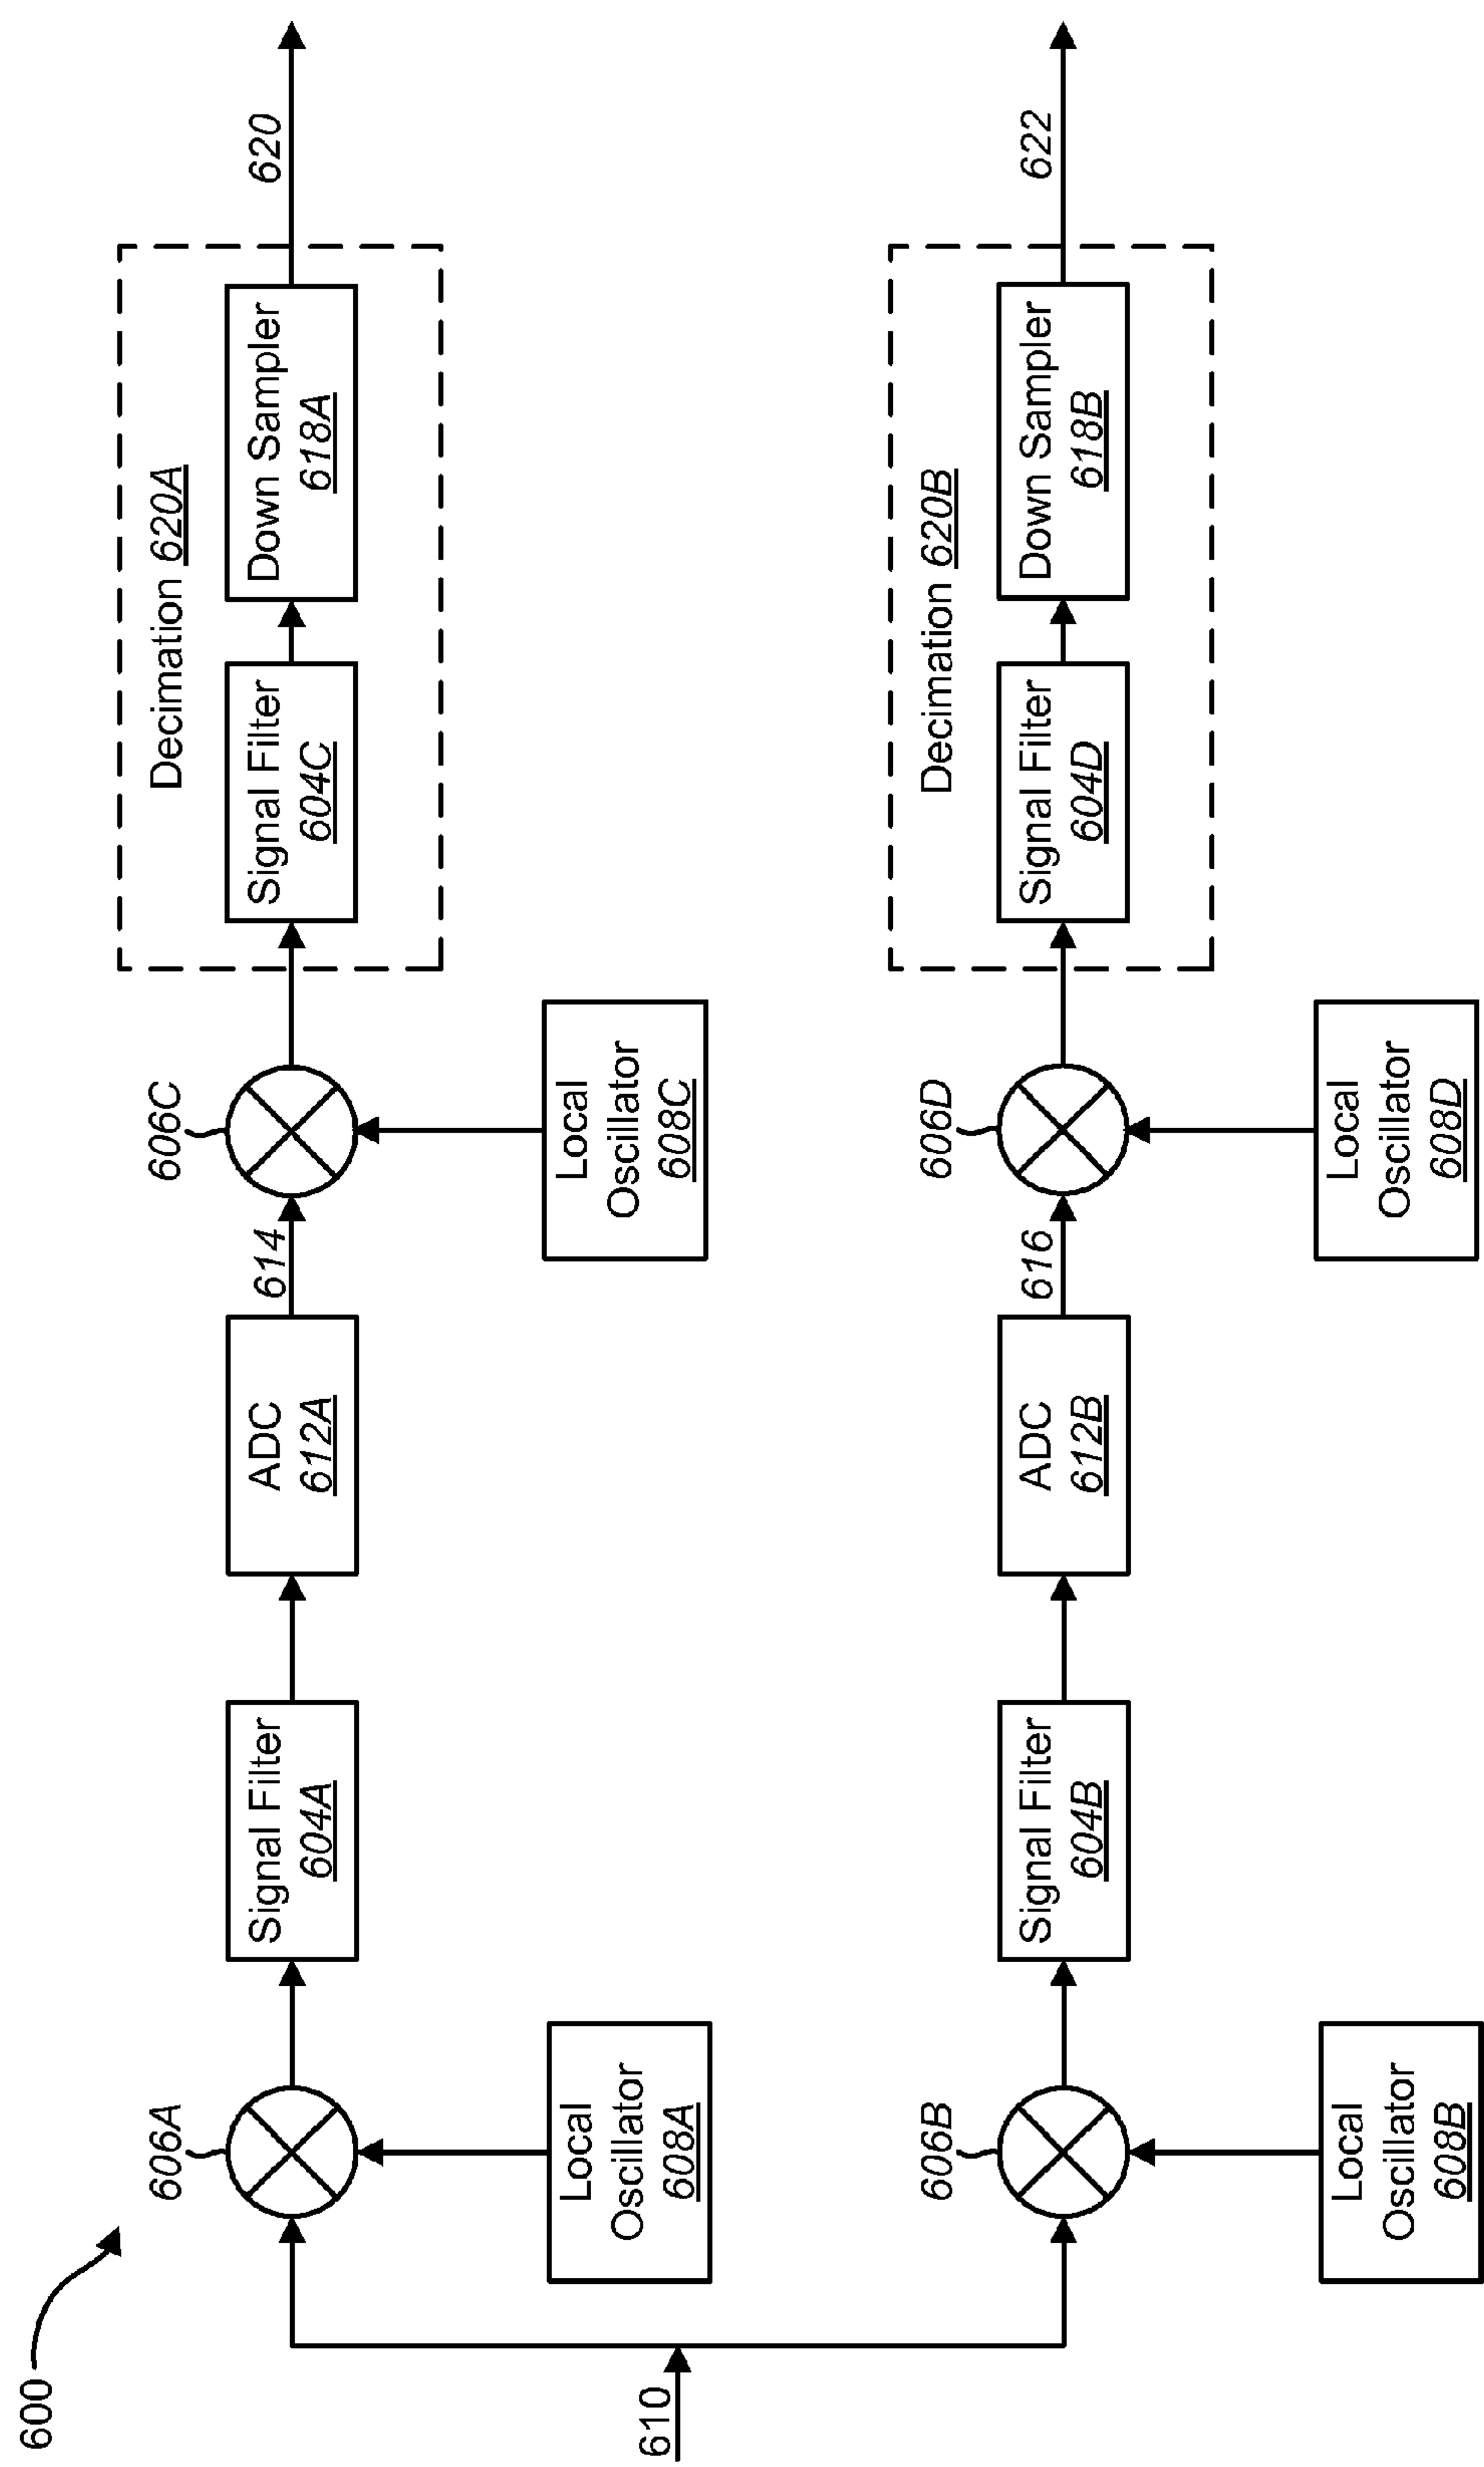 600
610
606A
Local
Oscillator
608A
Signal Filter
604A
ADC
612A
614
606C
Local
Oscillator
608C
Decimation 620A
Signal Filter
604C
Down Sampler
618A
620
606B
Local
Oscillator
608B
Signal Filter
604B
ADC
612B
616
606D
Local
Oscillator
608D
Decimation 620B
Signal Filter
604D
Down Sampler
618B
622